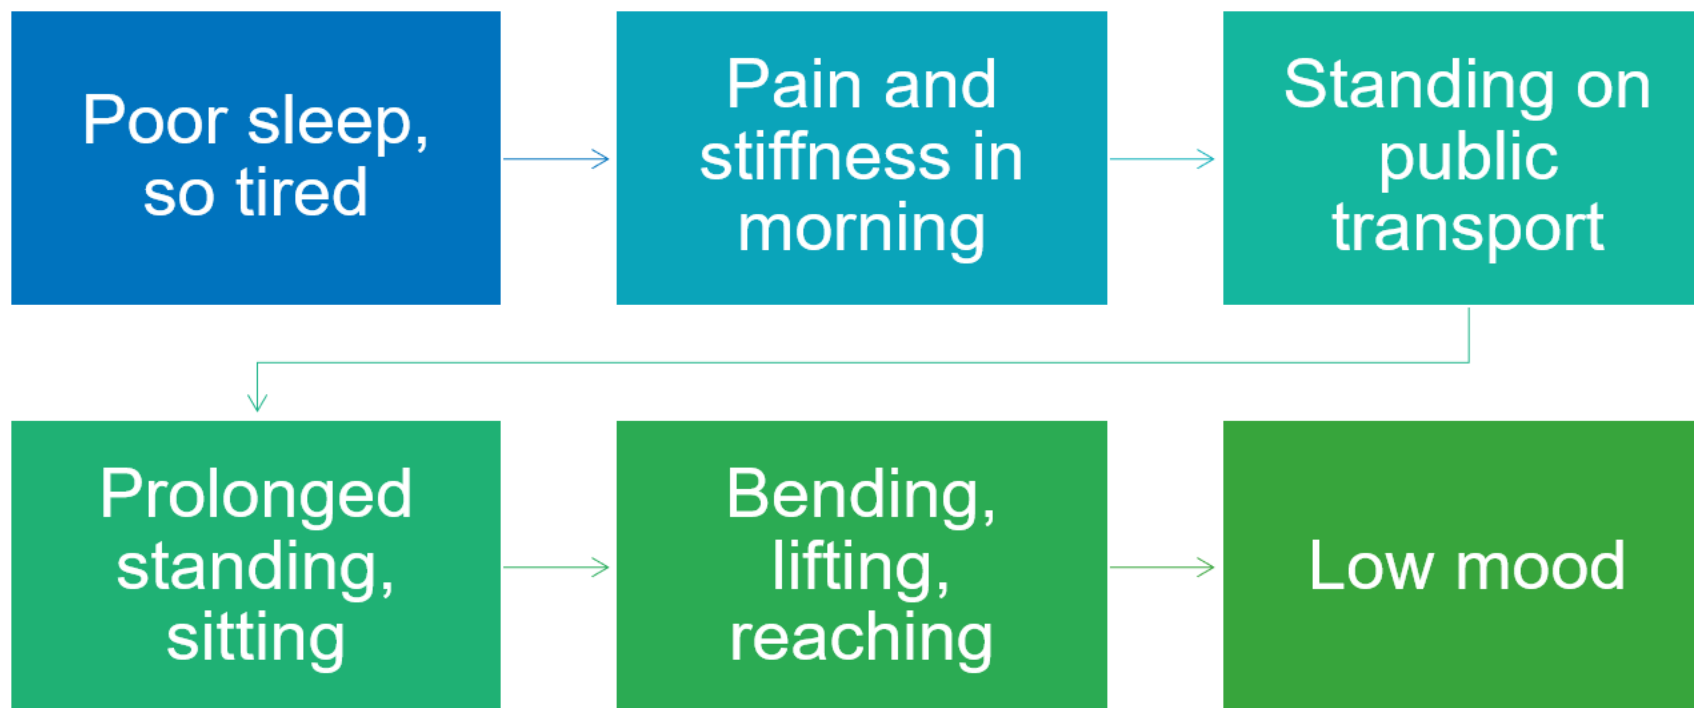 Poor sleep,
so tired
Pain and
stiffness in
morning
Standing on
public
transport
Prolonged
standing,
sitting
Bending,
lifting,
reaching
Low mood